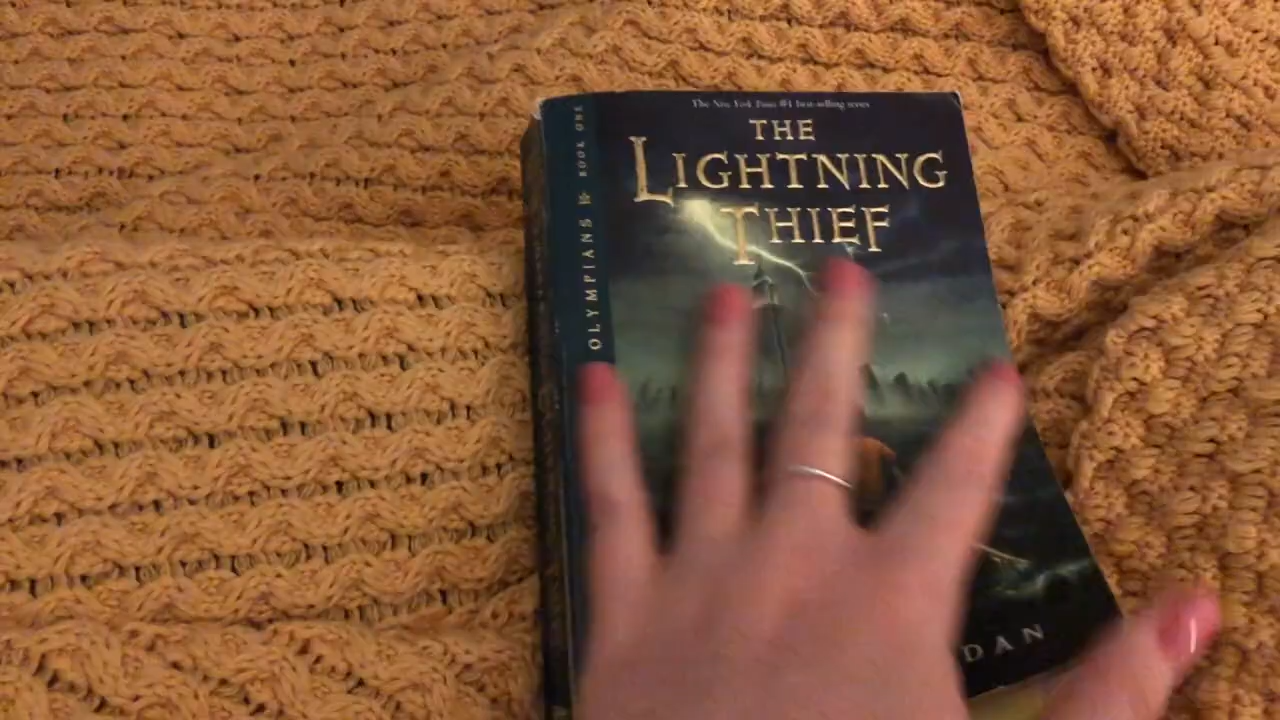 The New York Times #1 best-selling series
THE
LIGHTNING
THIEF
OLYMPIANS BOOK ONE
DAN